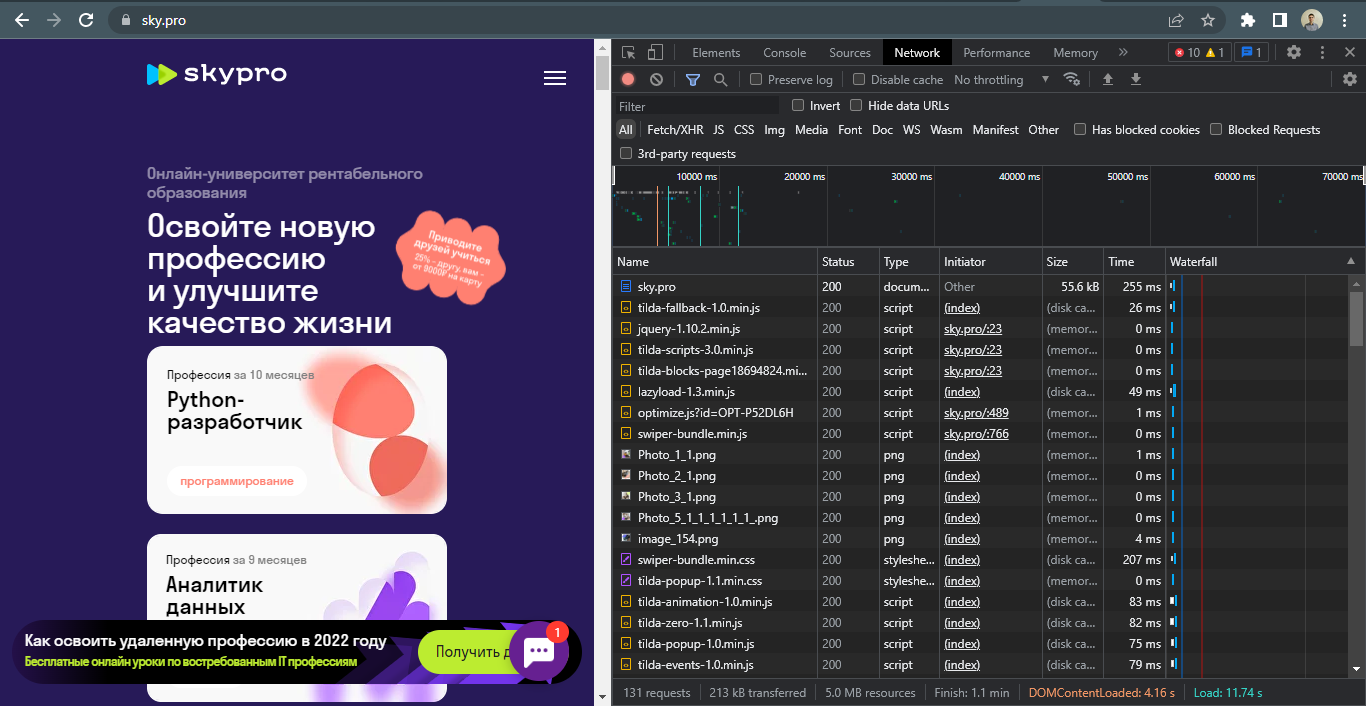 sky.pro
skypro
Онлайн-университет рентабельного
образования
Освойте новую
профессию
и улучшите
качество жизни
Приводите
друзей учиться
25% – другу, вам –
от 9000₽ на карту
Профессия за 10 месяцев
Python-
разработчик
программирование
Профессия за 9 месяцев
Аналитик
данных
Как освоить удаленную профессию в 2022 году
Бесплатные онлайн уроки по востребованным IT профессиям
Получить д
1
Elements Console Sources Network Performance Memory » 10 1 1
Preserve log Disable cache No throttling
Filter Invert Hide data URLs
All Fetch/XHR JS CSS Img Media Font Doc WS Wasm Manifest Other Has blocked cookies Blocked Requests
3rd-party requests
10000 ms 20000 ms 30000 ms 40000 ms 50000 ms 60000 ms 70000 ms
Name Status Type Initiator Size Time Waterfall
sky.pro 200 docum... Other 55.6 kB 255 ms
tilda-fallback-1.0.min.js 200 script (index) (disk ca... 26 ms
jquery-1.10.2.min.js 200 script sky.pro/:23 (memor... 0 ms
tilda-scripts-3.0.min.js 200 script sky.pro/:23 (memor... 0 ms
tilda-blocks-page18694824.mi... 200 script sky.pro/:23 (memor... 0 ms
lazyload-1.3.min.js 200 script (index) (disk ca... 49 ms
optimize.js?id=OPT-P52DL6H 200 script sky.pro/:489 (memor... 1 ms
swiper-bundle.min.js 200 script sky.pro/:766 (memor... 0 ms
Photo_1_1.png 200 png (index) (memor... 1 ms
Photo_2_1.png 200 png (index) (memor... 0 ms
Photo_3_1.png 200 png (index) (memor... 0 ms
Photo_5_1_1_1_1_1_.png 200 png (index) (memor... 0 ms
image_154.png 200 png (index) (memor... 4 ms
swiper-bundle.min.css 200 styleshe... (index) (disk ca... 207 ms
tilda-popup-1.1.min.css 200 styleshe... (index) (memor... 0 ms
tilda-animation-1.0.min.js 200 script (index) (disk ca... 83 ms
tilda-zero-1.1.min.js 200 script (index) (disk ca... 82 ms
tilda-popup-1.0.min.js 200 script (index) (disk ca... 75 ms
tilda-events-1.0.min.js 200 script (index) (disk ca... 79 ms
131 requests 213 kB transferred 5.0 MB resources Finish: 1.1 min DOMContentLoaded: 4.16 s Load: 11.74 s